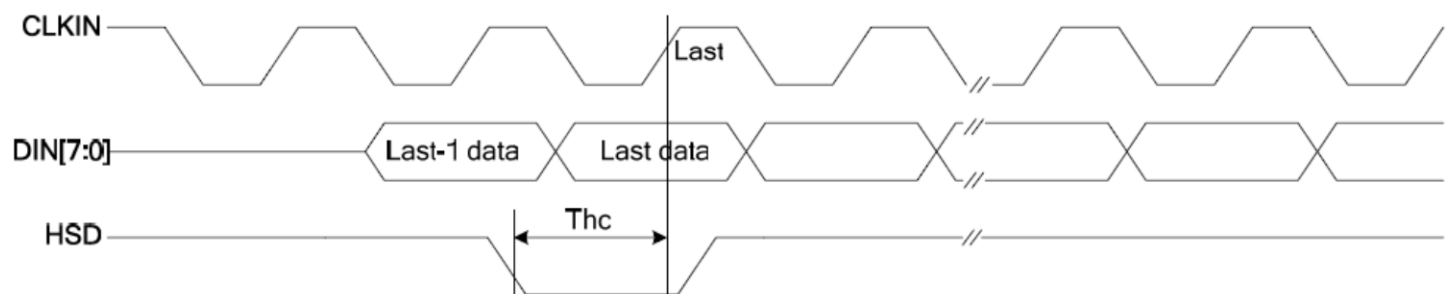 CLKIN
Last
DIN[7:0]
Last-1 data
Last data
HSD
Thc